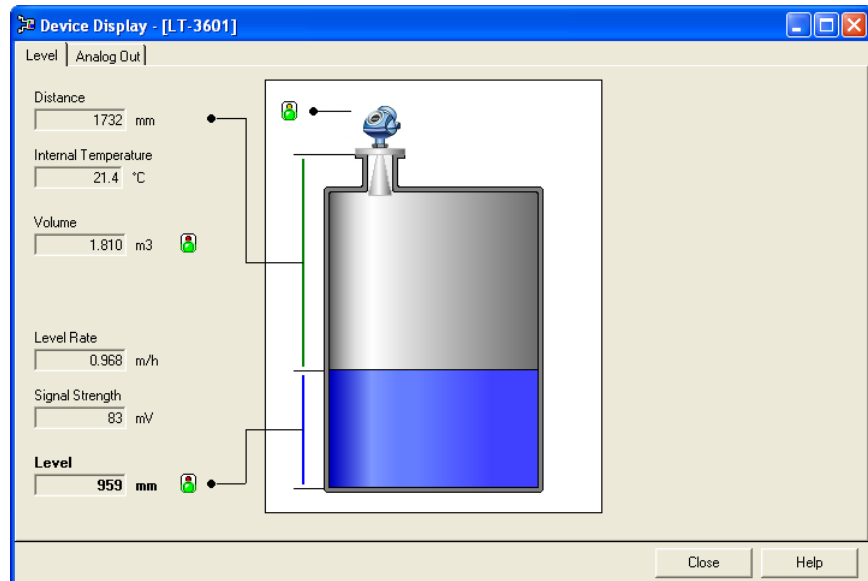 Device Display - [LT-3601]
Level Analog Out
Distance
1732 mm
Internal Temperature
21.4 °C
Volume
1.810 m3
Level Rate
0.968 m/h
Signal Strength
83 mV
Level
959 mm
Close Help